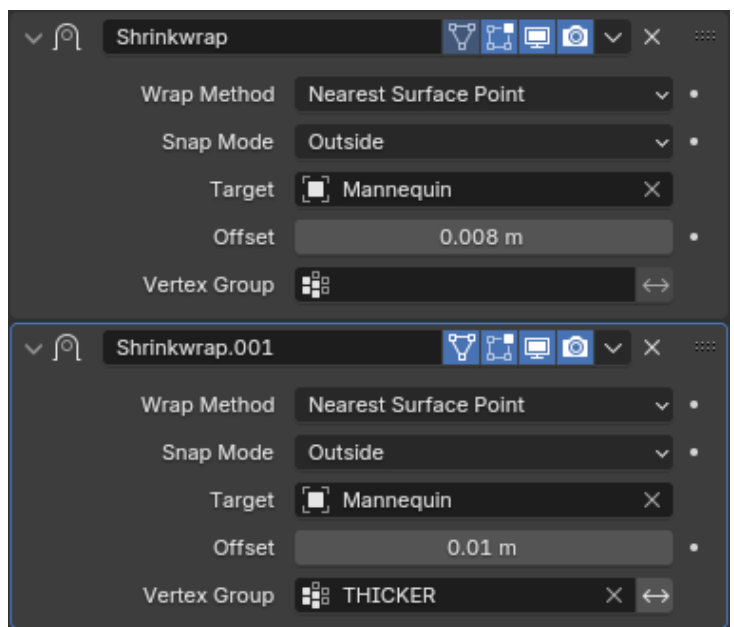 Shrinkwrap
Wrap Method Nearest Surface Point
Snap Mode Outside
Target Mannequin
Offset 0.008 m
Vertex Group
Shrinkwrap.001
Wrap Method Nearest Surface Point
Snap Mode Outside
Target Mannequin
Offset 0.01 m
Vertex Group THICKER